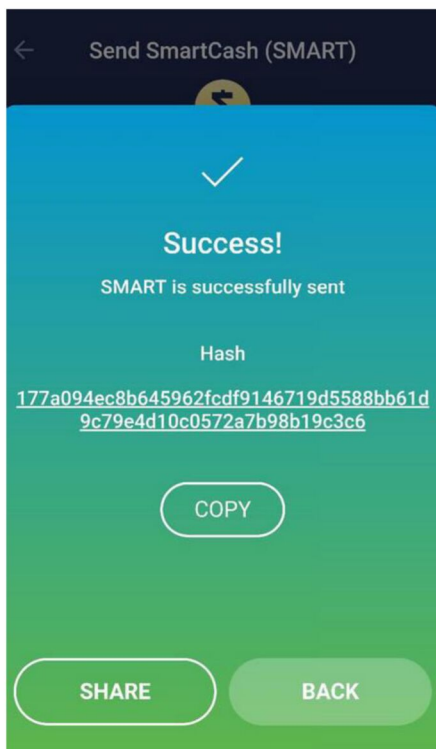 Send SmartCash (SMART)
Success!
SMART is successfully sent
Hash
177a094ec8b645962fcdf9146719d5588bb61d
9c79e4d10c0572a7b98b19c3c6
COPY
SHARE
BACK